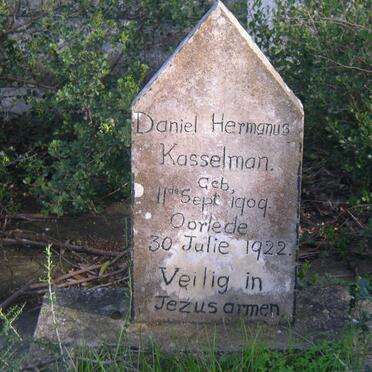 Daniel Hermanus
Kasselman.
Geb,
11de Sept 1909.
Oorlede
30 Julie 1922.
Veilig in
Jezus armen